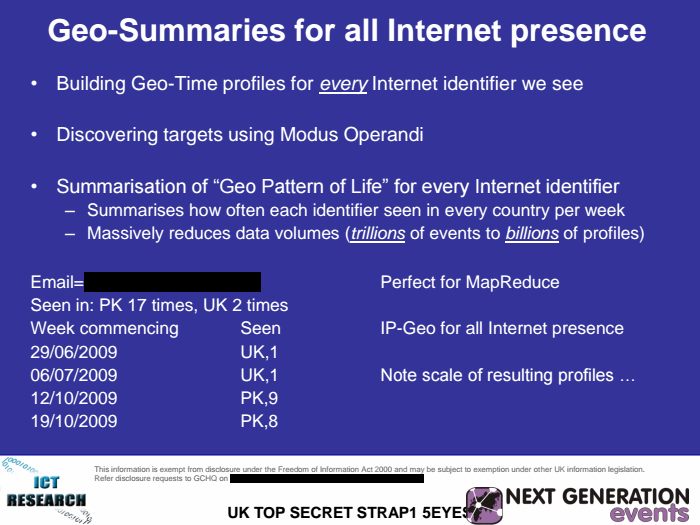 Geo-Summaries for all Internet presence
• Building Geo-Time profiles for every Internet identifier we see
• Discovering targets using Modus Operandi
• Summarisation of “Geo Pattern of Life” for every Internet identifier
– Summarises how often each identifier seen in every country per week
– Massively reduces data volumes (trillions of events to billions of profiles)
Email=
Seen in: PK 17 times, UK 2 times
Week commencing Seen
29/06/2009 UK,1
06/07/2009 UK,1
12/10/2009 PK,9
19/10/2009 PK,8
Perfect for MapReduce
IP-Geo for all Internet presence
Note scale of resulting profiles …
ICT
RESEARCH
This information is exempt from disclosure under the Freedom of Information Act 2000 and may be subject to exemption under other UK information legislation.
Refer disclosure requests to GCHQ on
UK TOP SECRET STRAP1 5EYES
NEXT GENERATION
events